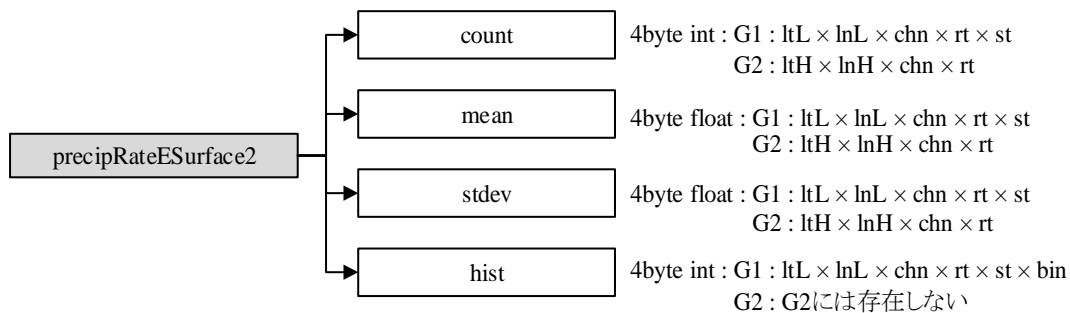 count
4byte int : G1 : ltL × lnL × chn × rt × st
G2 : ltH × lnH × chn × rt
mean
4byte float : G1 : ltL × lnL × chn × rt × st
G2 : ltH × lnH × chn × rt
precipRateESurface2
stdev
4byte float : G1 : ltL × lnL × chn × rt × st
G2 : ltH × lnH × chn × rt
hist
4byte int : G1 : ltL × lnL × chn × rt × st × bin
G2 : G2には存在しない